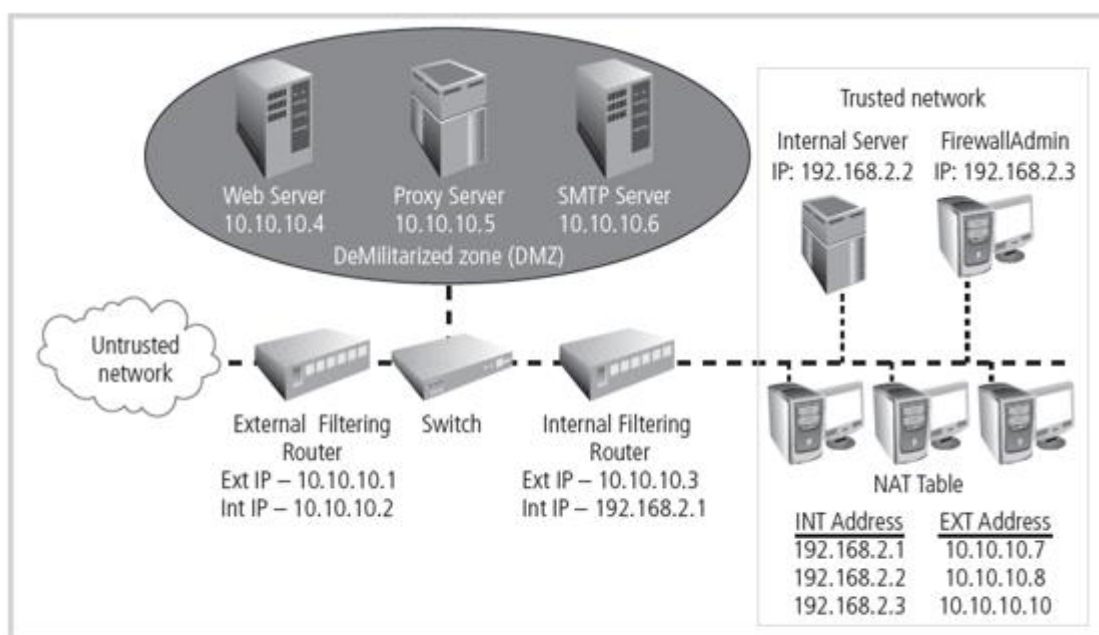 Web Server
10.10.10.4
Proxy Server
10.10.10.5
SMTP Server
10.10.10.6
DeMilitarized zone (DMZ)
Trusted network
Internal Server
IP: 192.168.2.2
FirewallAdmin
IP: 192.168.2.3
Untrusted
network
External Filtering
Router
Ext IP – 10.10.10.1
Int IP – 10.10.10.2
Switch
Internal Filtering
Router
Ext IP – 10.10.10.3
Int IP – 192.168.2.1
NAT Table
INT Address EXT Address
192.168.2.1 10.10.10.7
192.168.2.2 10.10.10.8
192.168.2.3 10.10.10.10